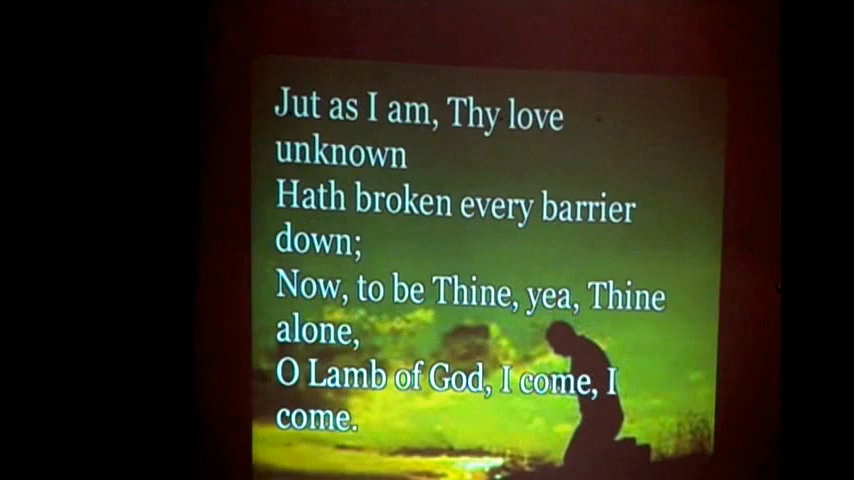 Jut as I am, Thy love
unknown
Hath broken every barrier
down;
Now, to be Thine, yea, Thine
alone,
O Lamb of God, I come, I
come.